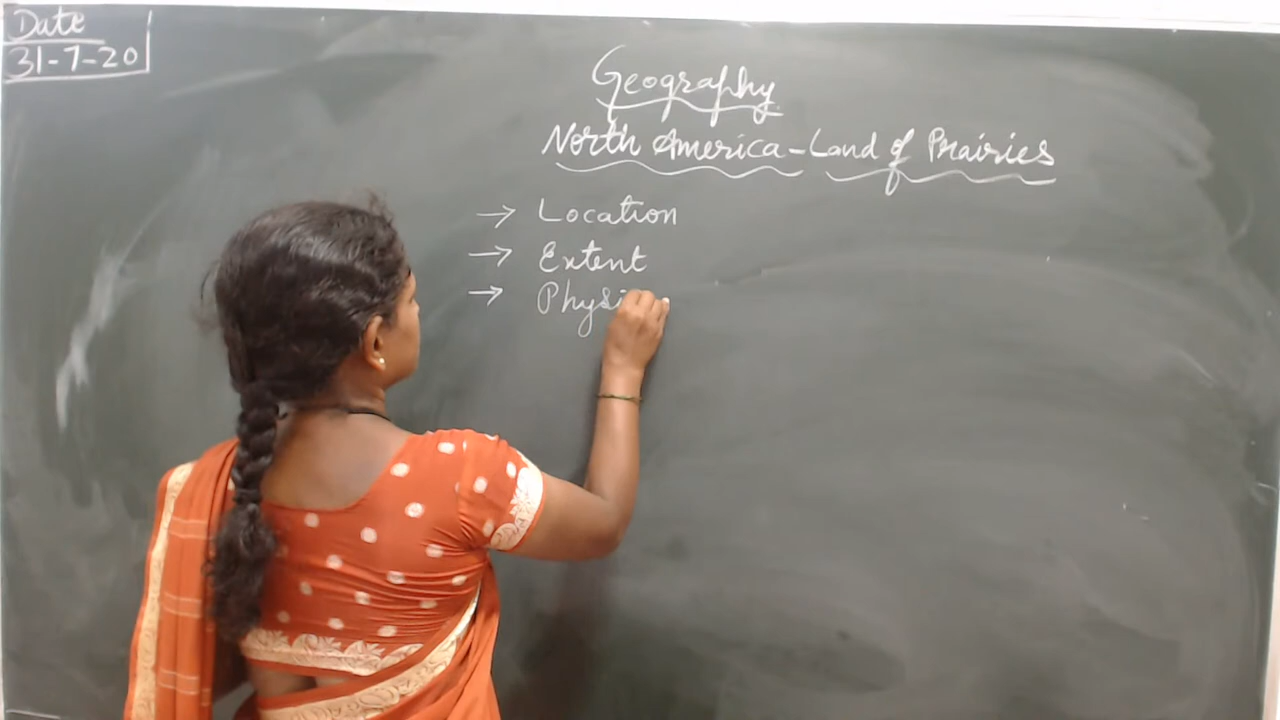 Date
31-7-20
Geography
North America - Land of Prairies
→ Location
→ Extent
→ Physi